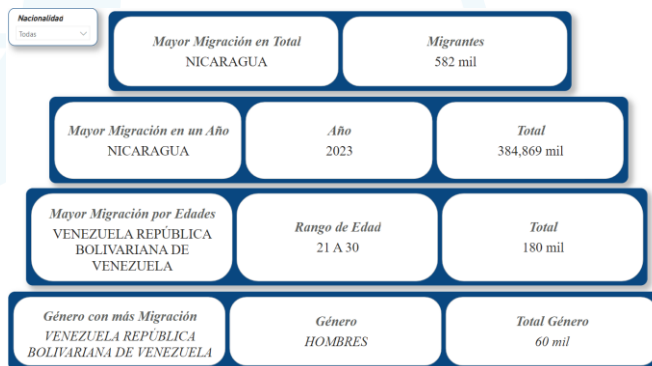 Nacionalidad
Todas
Mayor Migración en Total
NICARAGUA
Migrantes
582 mil
Mayor Migración en un Año
NICARAGUA
Año
2023
Total
384,869 mil
Mayor Migración por Edades
VENEZUELA REPÚBLICA
BOLIVARIANA DE
VENEZUELA
Rango de Edad
21 A 30
Total
180 mil
Género con más Migración
VENEZUELA REPÚBLICA
BOLIVARIANA DE VENEZUELA
Género
HOMBRES
Total Género
60 mil